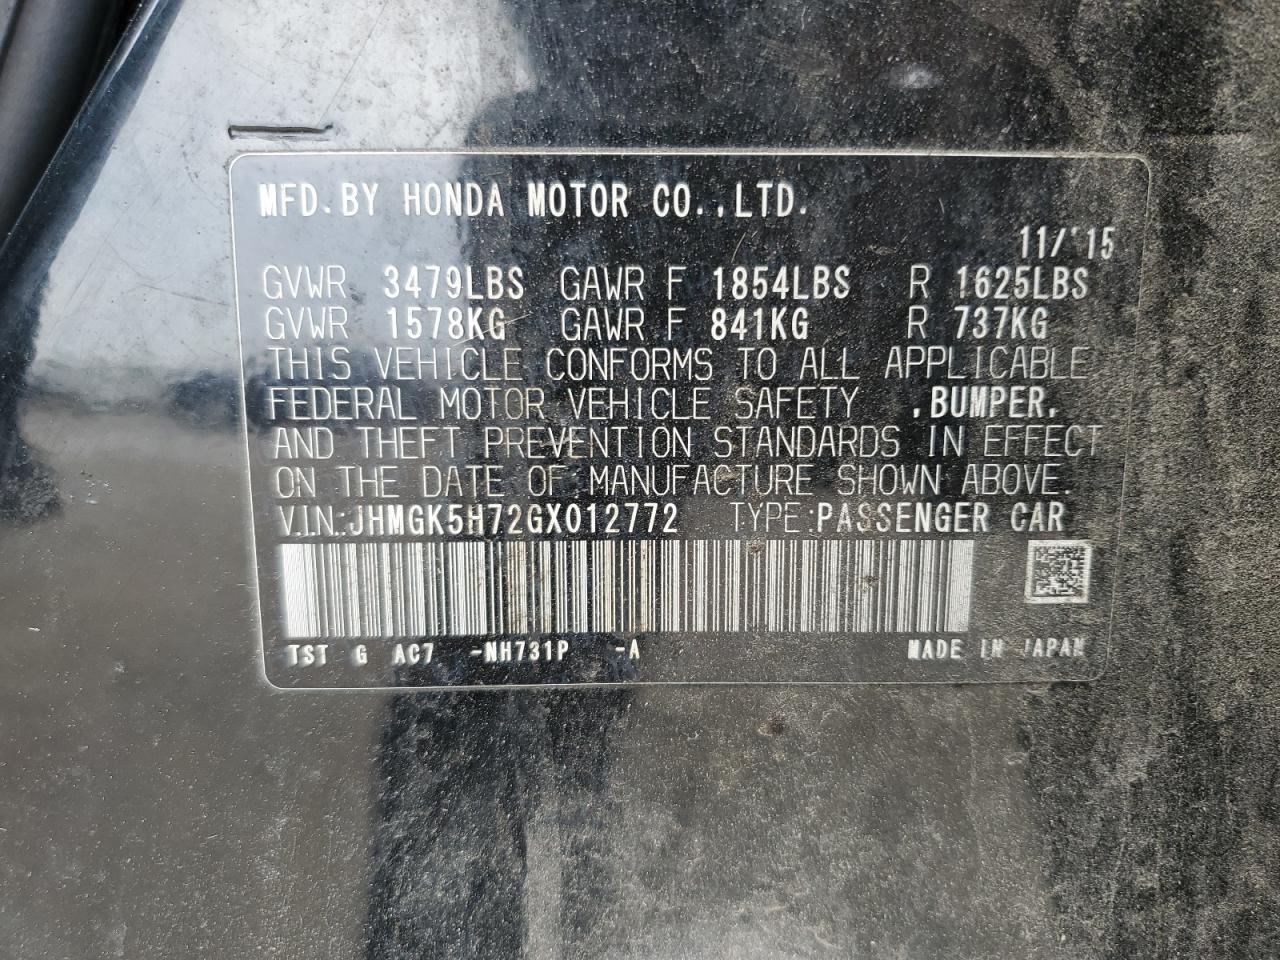 MFD.BY HONDA MOTOR CO.,LTD.
11/'15
GVWR 3479LBS GAWR F 1854LBS R 1625LBS
GVWR 1578KG GAWR F 841KG R 737KG
THIS VEHICLE CONFORMS TO ALL APPLICABLE
FEDERAL MOTOR VEHICLE SAFETY ,BUMPER,
AND THEFT PREVENTION STANDARDS IN EFFECT
ON THE DATE OF MANUFACTURE SHOWN ABOVE.
V.I.N.:JHMGK5H72GX012772 TYPE:PASSENGER CAR
TST G AC7 -NH731P -A MADE IN JAPAN